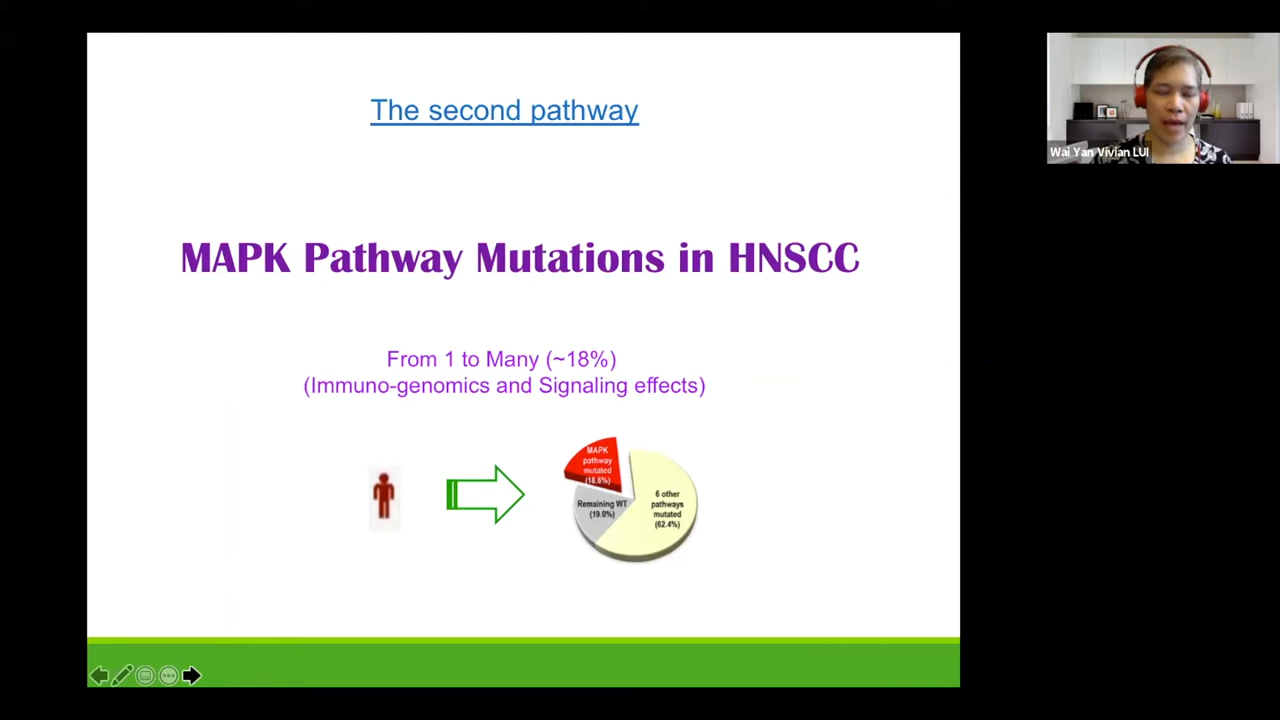 The second pathway
Wai Yan Vivian LUI
MAPK Pathway Mutations in HNSCC
From 1 to Many (~18%)
(Immuno-genomics and Signaling effects)
MAPK
pathway
mutated
(18.6%)
Remaining WT
(19.0%)
6 other
pathways
mutated
(62.4%)